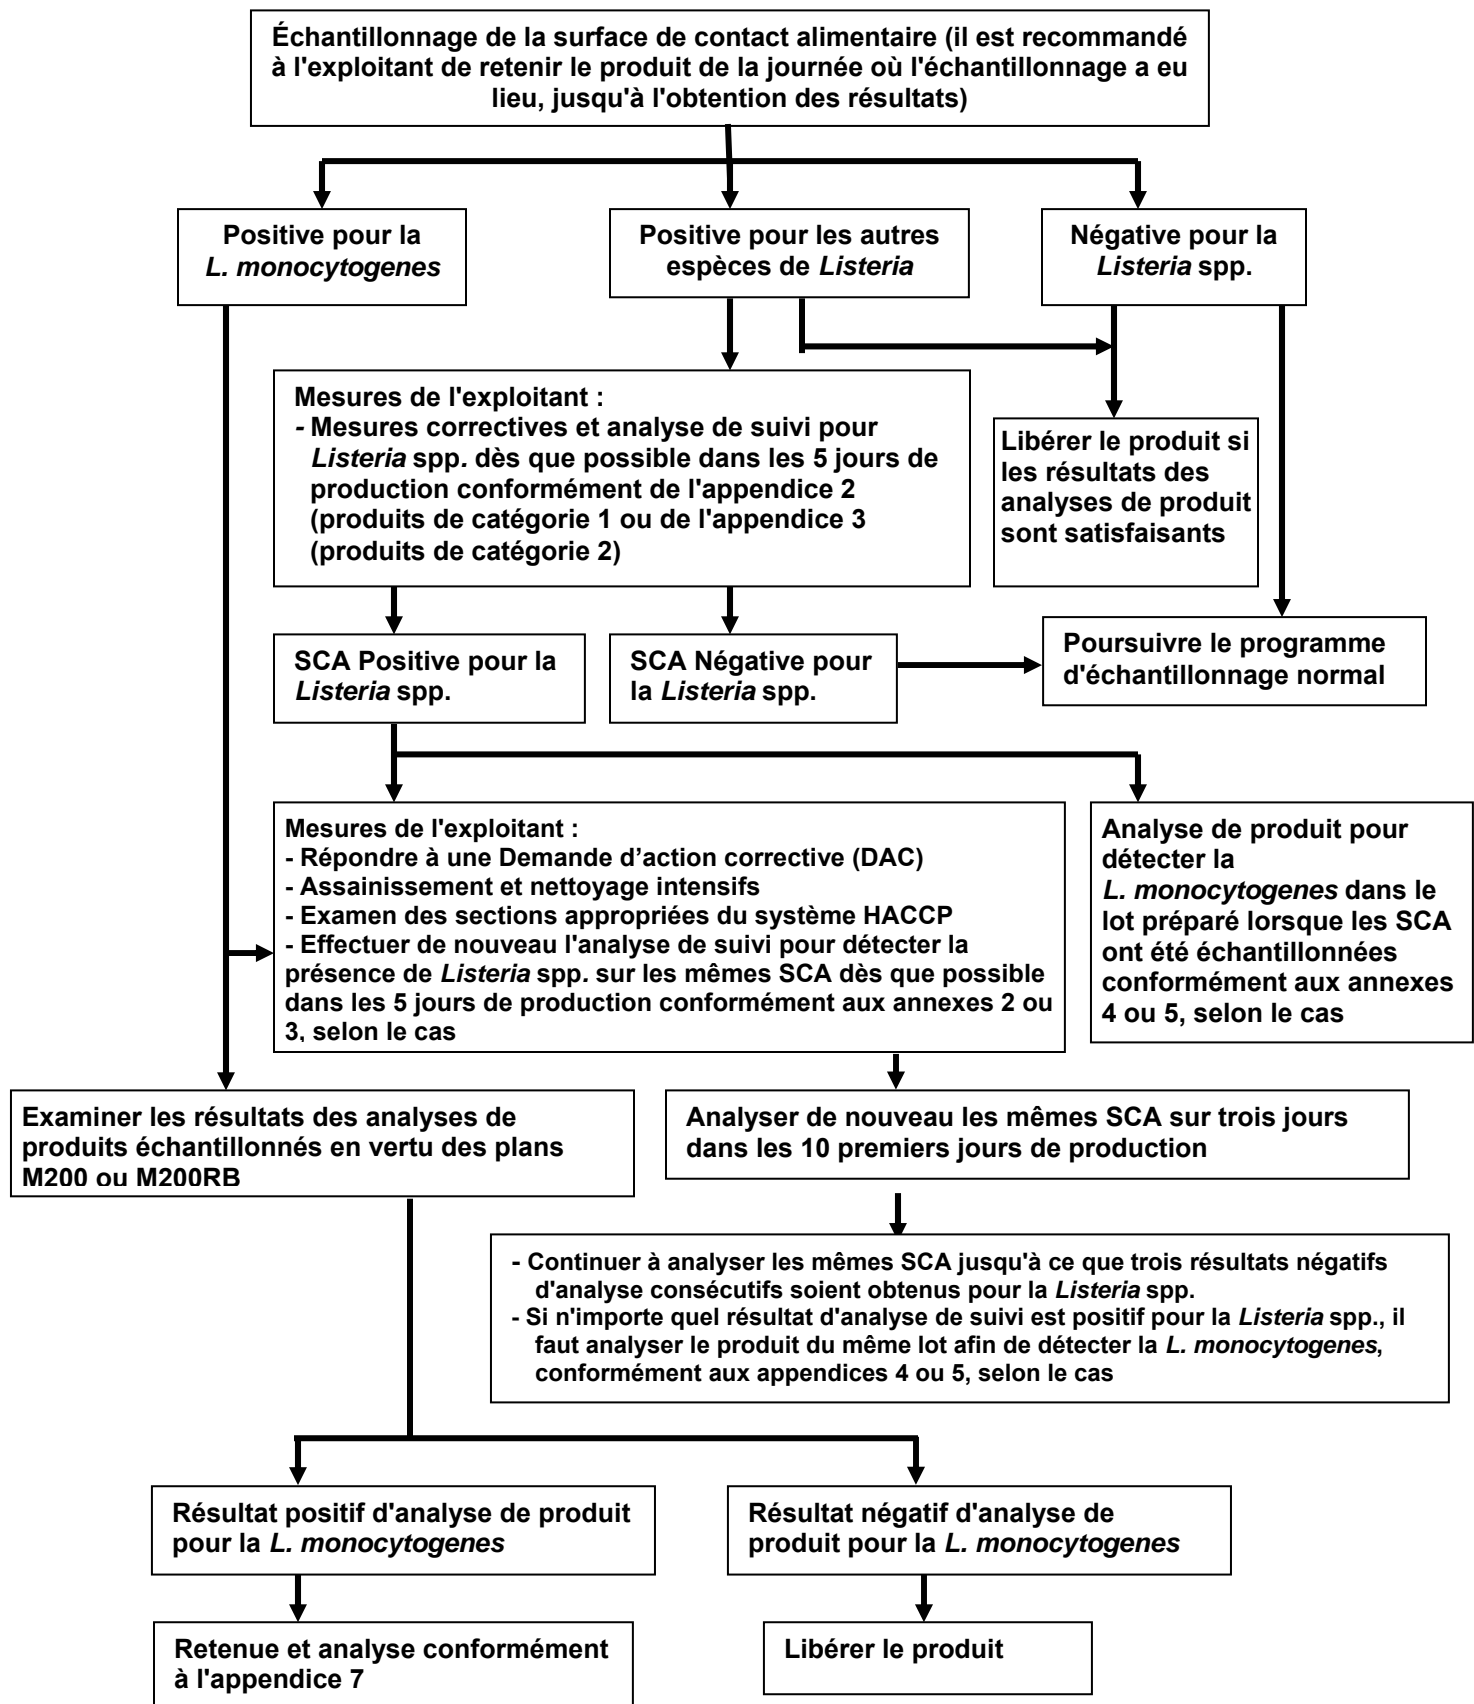 Échantillonnage de la surface de contact alimentaire (il est recommandé
à l'exploitant de retenir le produit de la journée où l'échantillonnage a eu
lieu, jusqu'à l'obtention des résultats)
Positive pour la
L. monocytogenes
Positive pour les autres
espèces de Listeria
Négative pour la
Listeria spp.
Mesures de l'exploitant :
- Mesures correctives et analyse de suivi pour
Listeria spp. dès que possible dans les 5 jours de
production conformément de l'appendice 2
(produits de catégorie 1 ou de l'appendice 3
(produits de catégorie 2)
Libérer le produit si
les résultats des
analyses de produit
sont satisfaisants
SCA Positive pour la
Listeria spp.
SCA Négative pour
la Listeria spp.
Poursuivre le programme
d'échantillonnage normal
Mesures de l'exploitant :
- Répondre à une Demande d’action corrective (DAC)
- Assainissement et nettoyage intensifs
- Examen des sections appropriées du système HACCP
- Effectuer de nouveau l'analyse de suivi pour détecter la
présence de Listeria spp. sur les mêmes SCA dès que possible
dans les 5 jours de production conformément aux annexes 2 ou
3, selon le cas
Analyse de produit pour
détecter la
L. monocytogenes dans le
lot préparé lorsque les SCA
ont été échantillonnées
conformément aux annexes
4 ou 5, selon le cas
Examiner les résultats des analyses de
produits échantillonnés en vertu des plans
M200 ou M200RB
Analyser de nouveau les mêmes SCA sur trois jours
dans les 10 premiers jours de production
- Continuer à analyser les mêmes SCA jusqu'à ce que trois résultats négatifs
d'analyse consécutifs soient obtenus pour la Listeria spp.
- Si n'importe quel résultat d'analyse de suivi est positif pour la Listeria spp., il
faut analyser le produit du même lot afin de détecter la L. monocytogenes,
conformément aux appendices 4 ou 5, selon le cas
Résultat positif d'analyse de produit
pour la L. monocytogenes
Résultat négatif d'analyse de
produit pour la L. monocytogenes
Retenue et analyse conformément
à l'appendice 7
Libérer le produit